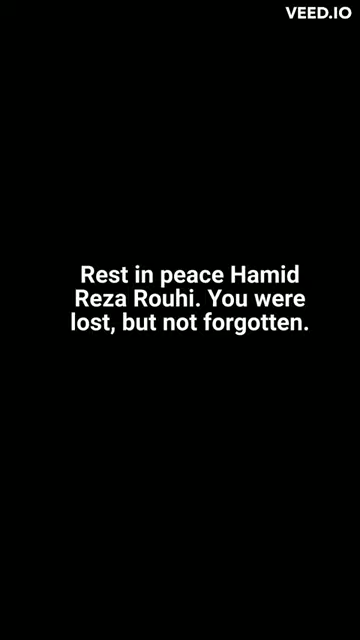 VEED.IO
Rest in peace Hamid
Reza Rouhi. You were
lost, but not forgotten.